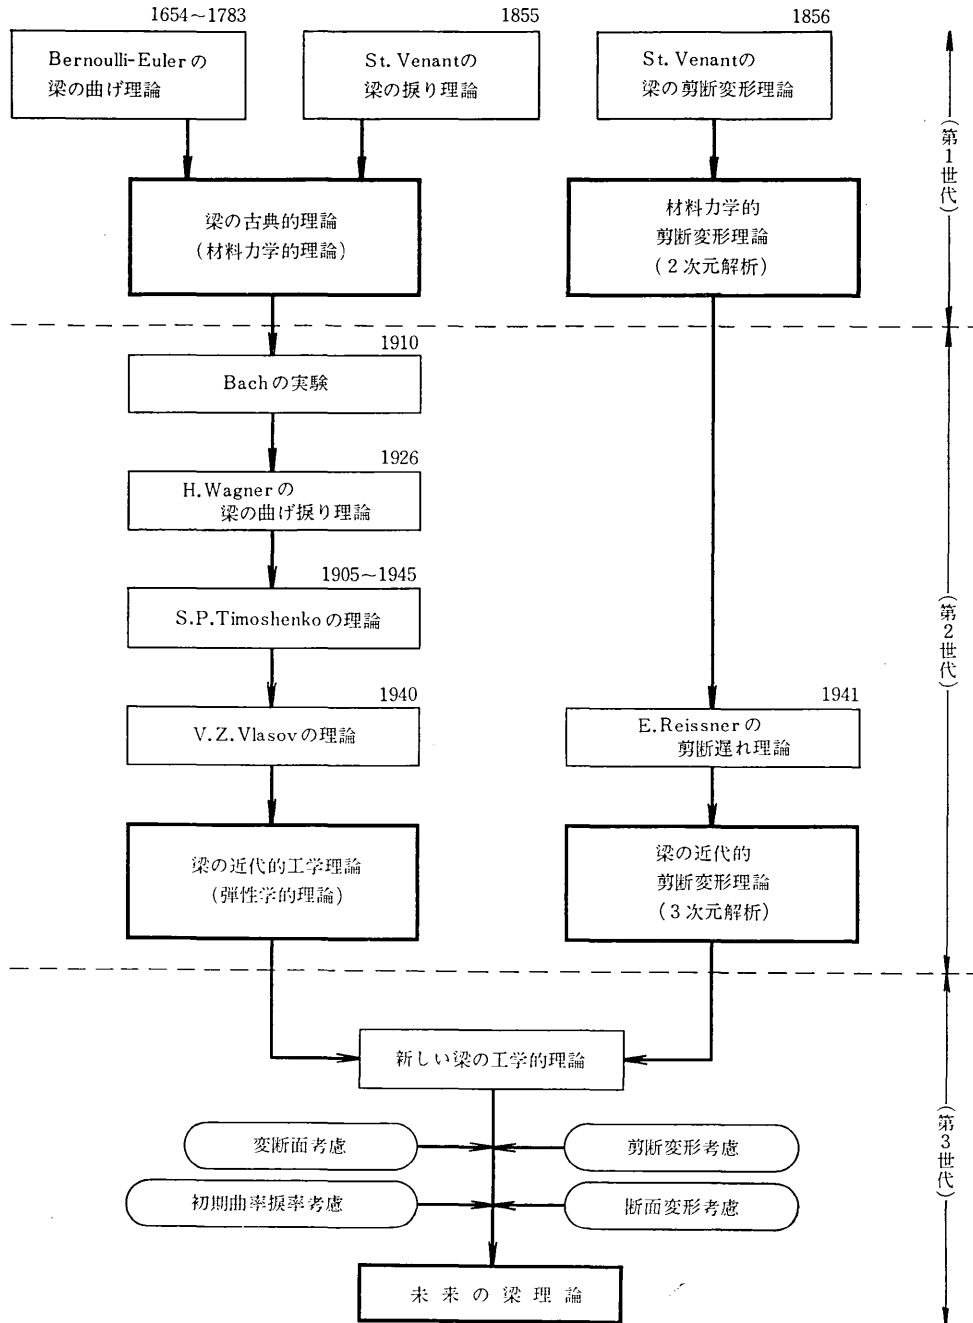 1654～1783
1855
1856
Bernoulli-Eulerの
梁の曲げ理論
St. Venantの
梁の捩り理論
St. Venantの
梁の剪断変形理論
梁の古典的理論
(材料力学的理論)
材料力学的
剪断変形理論
(2次元解析)
(第1世代)
1910
Bachの実験
1926
H.Wagnerの
梁の曲げ捩り理論
1905～1945
S.P.Timoshenkoの理論
1940
V.Z.Vlasovの理論
1941
E.Reissnerの
剪断遅れ理論
梁の近代的工学理論
(弾性学的理論)
梁の近代的
剪断変形理論
(3次元解析)
(第2世代)
新しい梁の工学的理論
変断面考慮
剪断変形考慮
初期曲率捩率考慮
断面変形考慮
未来の梁理論
(第3世代)